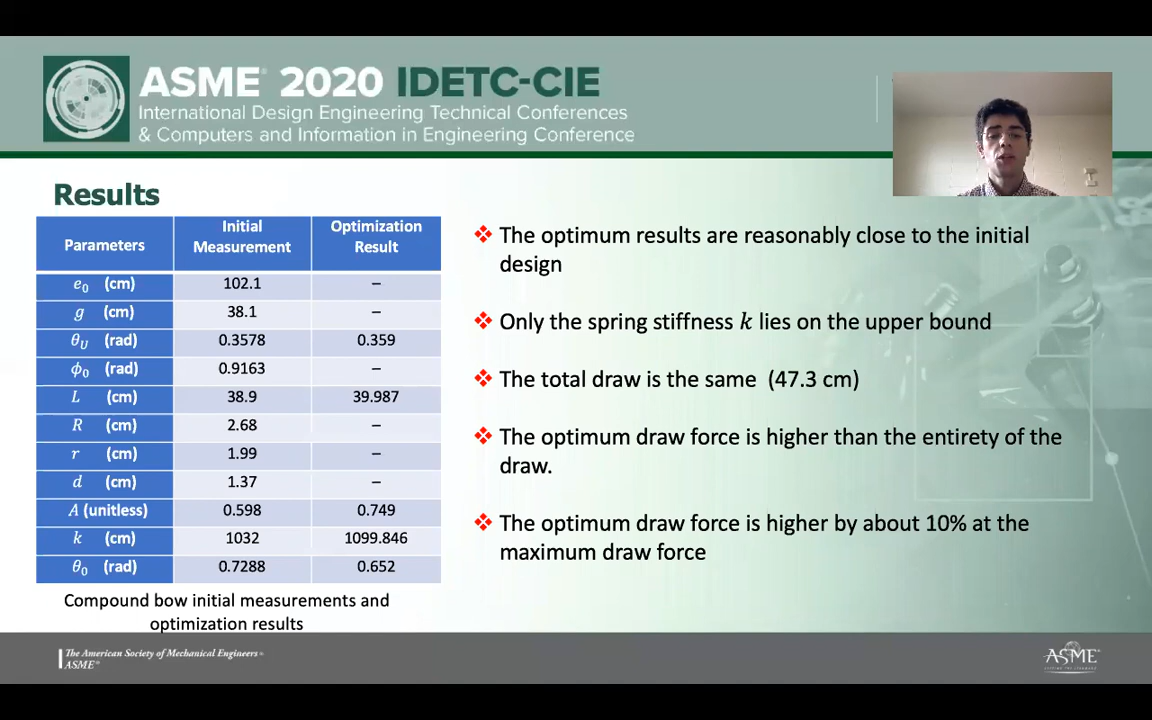 ASME® 2020 IDETC-CIE
International Design Engineering Technical Conferences
& Computers and Information in Engineering Conference
Results
Parameters Initial Measurement Optimization Result
e₀ (cm) 102.1 –
g (cm) 38.1 –
θ_U (rad) 0.3578 0.359
ϕ₀ (rad) 0.9163 –
L (cm) 38.9 39.987
R (cm) 2.68 –
r (cm) 1.99 –
d (cm) 1.37 –
A (unitless) 0.598 0.749
k (cm) 1032 1099.846
θ₀ (rad) 0.7288 0.652
Compound bow initial measurements and
optimization results
❖ The optimum results are reasonably close to the initial
design
❖ Only the spring stiffness k lies on the upper bound
❖ The total draw is the same (47.3 cm)
❖ The optimum draw force is higher than the entirety of the
draw.
❖ The optimum draw force is higher by about 10% at the
maximum draw force
The American Society of Mechanical Engineers
ASME®
ASME